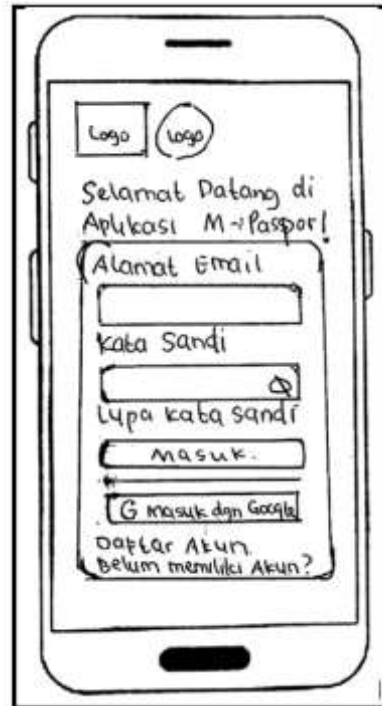 Logo Logo
Selamat Datang di
Aplikasi M-Paspor!
Alamat Email
Kata Sandi
Lupa kata sandi
Masuk.
G Masuk dgn Google
Daftar Akun.
Belum memiliki Akun?